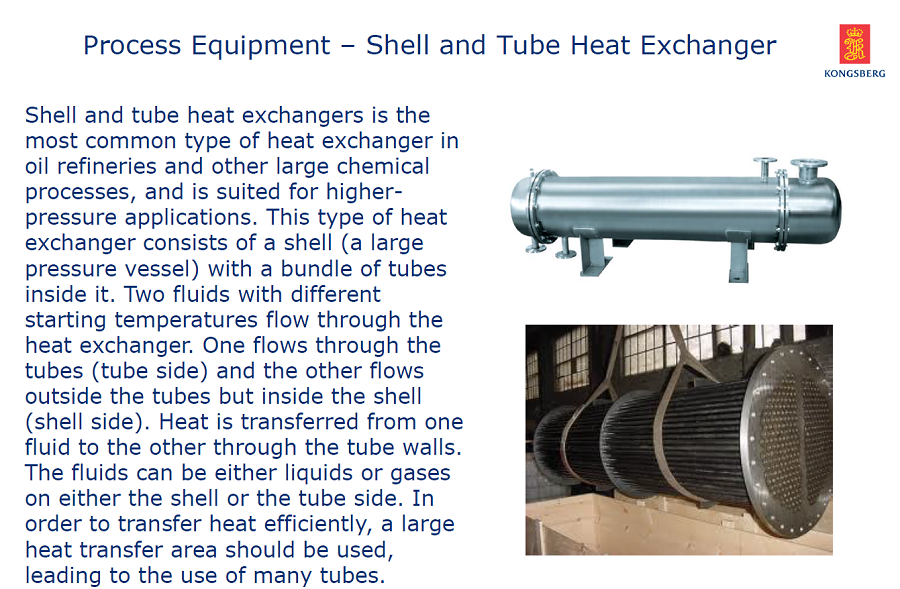 Process Equipment – Shell and Tube Heat Exchanger
KONGSBERG
Shell and tube heat exchangers is the
most common type of heat exchanger in
oil refineries and other large chemical
processes, and is suited for higher-
pressure applications. This type of heat
exchanger consists of a shell (a large
pressure vessel) with a bundle of tubes
inside it. Two fluids with different
starting temperatures flow through the
heat exchanger. One flows through the
tubes (tube side) and the other flows
outside the tubes but inside the shell
(shell side). Heat is transferred from one
fluid to the other through the tube walls.
The fluids can be either liquids or gases
on either the shell or the tube side. In
order to transfer heat efficiently, a large
heat transfer area should be used,
leading to the use of many tubes.